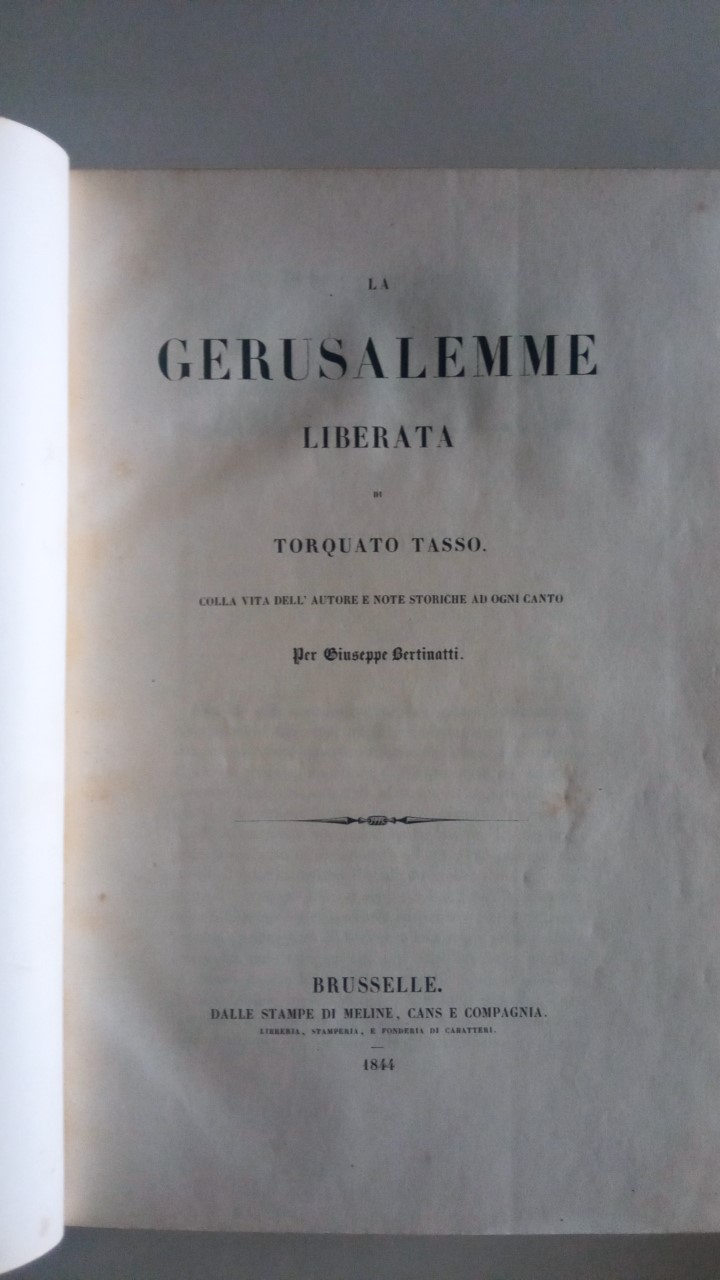 LA
GERUSALEMME
LIBERATA
DI
TORQUATO TASSO.
COLLA VITA DELL' AUTORE E NOTE STORICHE AD OGNI CANTO
Per Giuseppe Bertinatti.
BRUSSELLE.
DALLE STAMPE DI MELINE, CANS E COMPAGNIA.
LIBRERIA, STAMPERIA, E FONDERIA DI CARATTERI.
1844